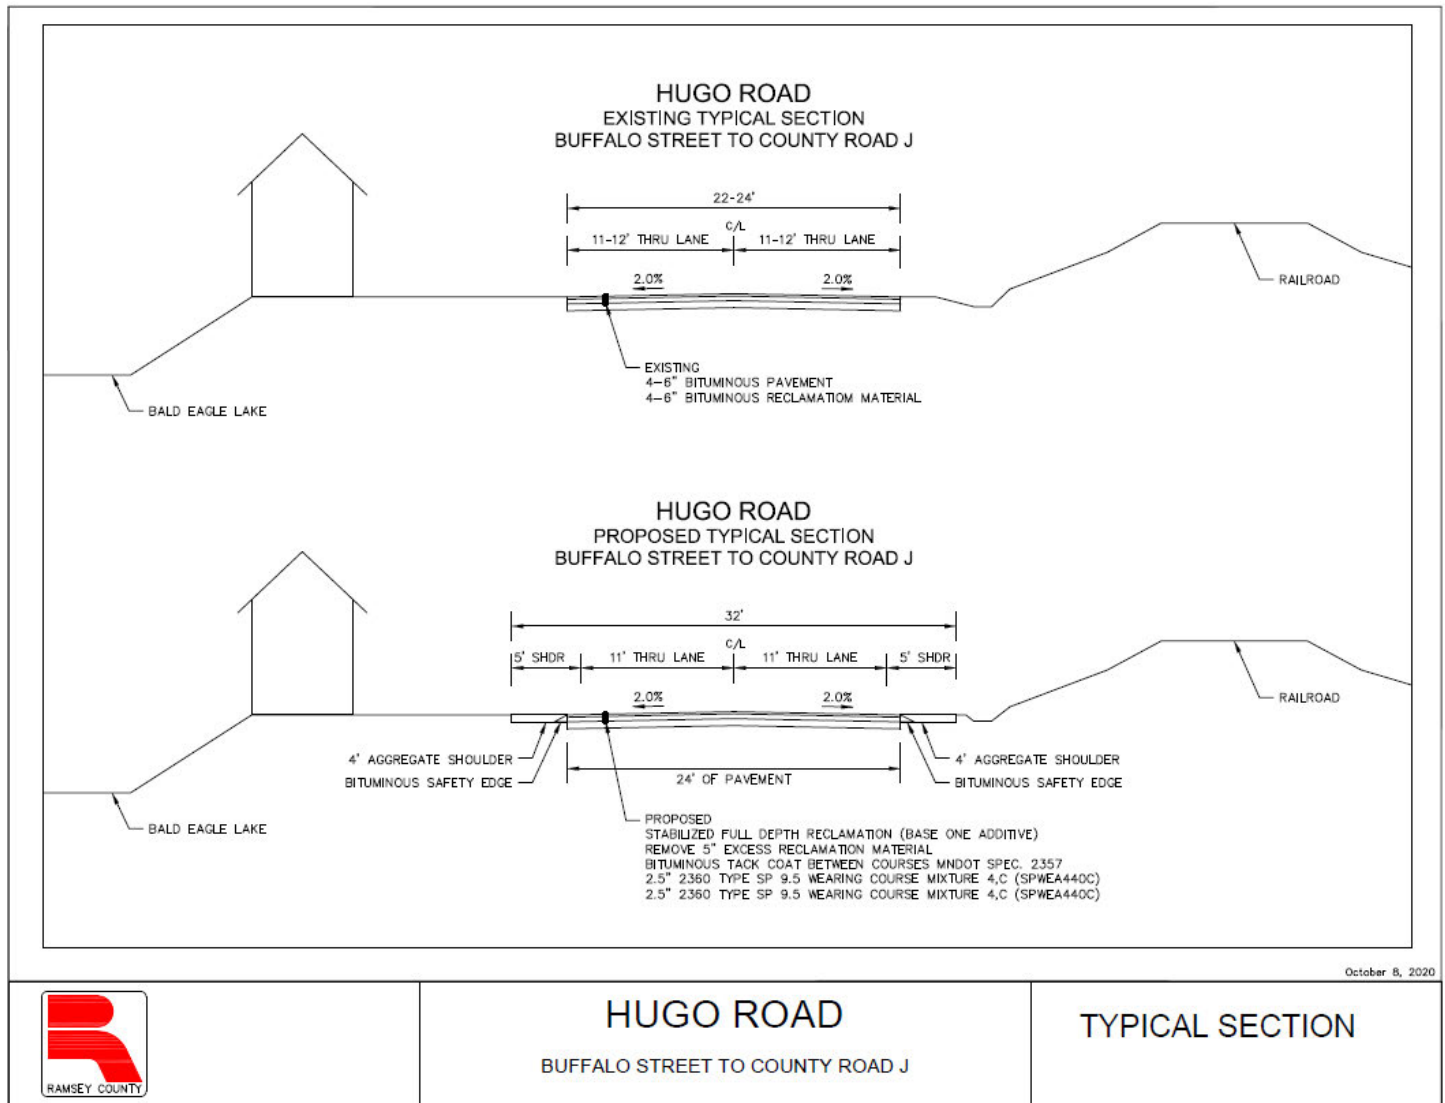 HUGO ROAD
EXISTING TYPICAL SECTION
BUFFALO STREET TO COUNTY ROAD J
22-24'
C/L
11-12' THRU LANE
11-12' THRU LANE
2.0%
2.0%
RAILROAD
EXISTING
4-6" BITUMINOUS PAVEMENT
4-6" BITUMINOUS RECLAMATIOM MATERIAL
BALD EAGLE LAKE
HUGO ROAD
PROPOSED TYPICAL SECTION
BUFFALO STREET TO COUNTY ROAD J
32'
C/L
5' SHDR
11' THRU LANE
11' THRU LANE
5' SHDR
2.0%
2.0%
RAILROAD
4' AGGREGATE SHOULDER
BITUMINOUS SAFETY EDGE
24' OF PAVEMENT
4' AGGREGATE SHOULDER
BITUMINOUS SAFETY EDGE
BALD EAGLE LAKE
PROPOSED
STABILIZED FULL DEPTH RECLAMATION (BASE ONE ADDITIVE)
REMOVE 5" EXCESS RECLAMATION MATERIAL
BITUMINOUS TACK COAT BETWEEN COURSES MNDOT SPEC. 2357
2.5" 2360 TYPE SP 9.5 WEARING COURSE MIXTURE 4,C (SPWEA440C)
2.5" 2360 TYPE SP 9.5 WEARING COURSE MIXTURE 4,C (SPWEA440C)
October 8, 2020
RAMSEY COUNTY
HUGO ROAD
BUFFALO STREET TO COUNTY ROAD J
TYPICAL SECTION